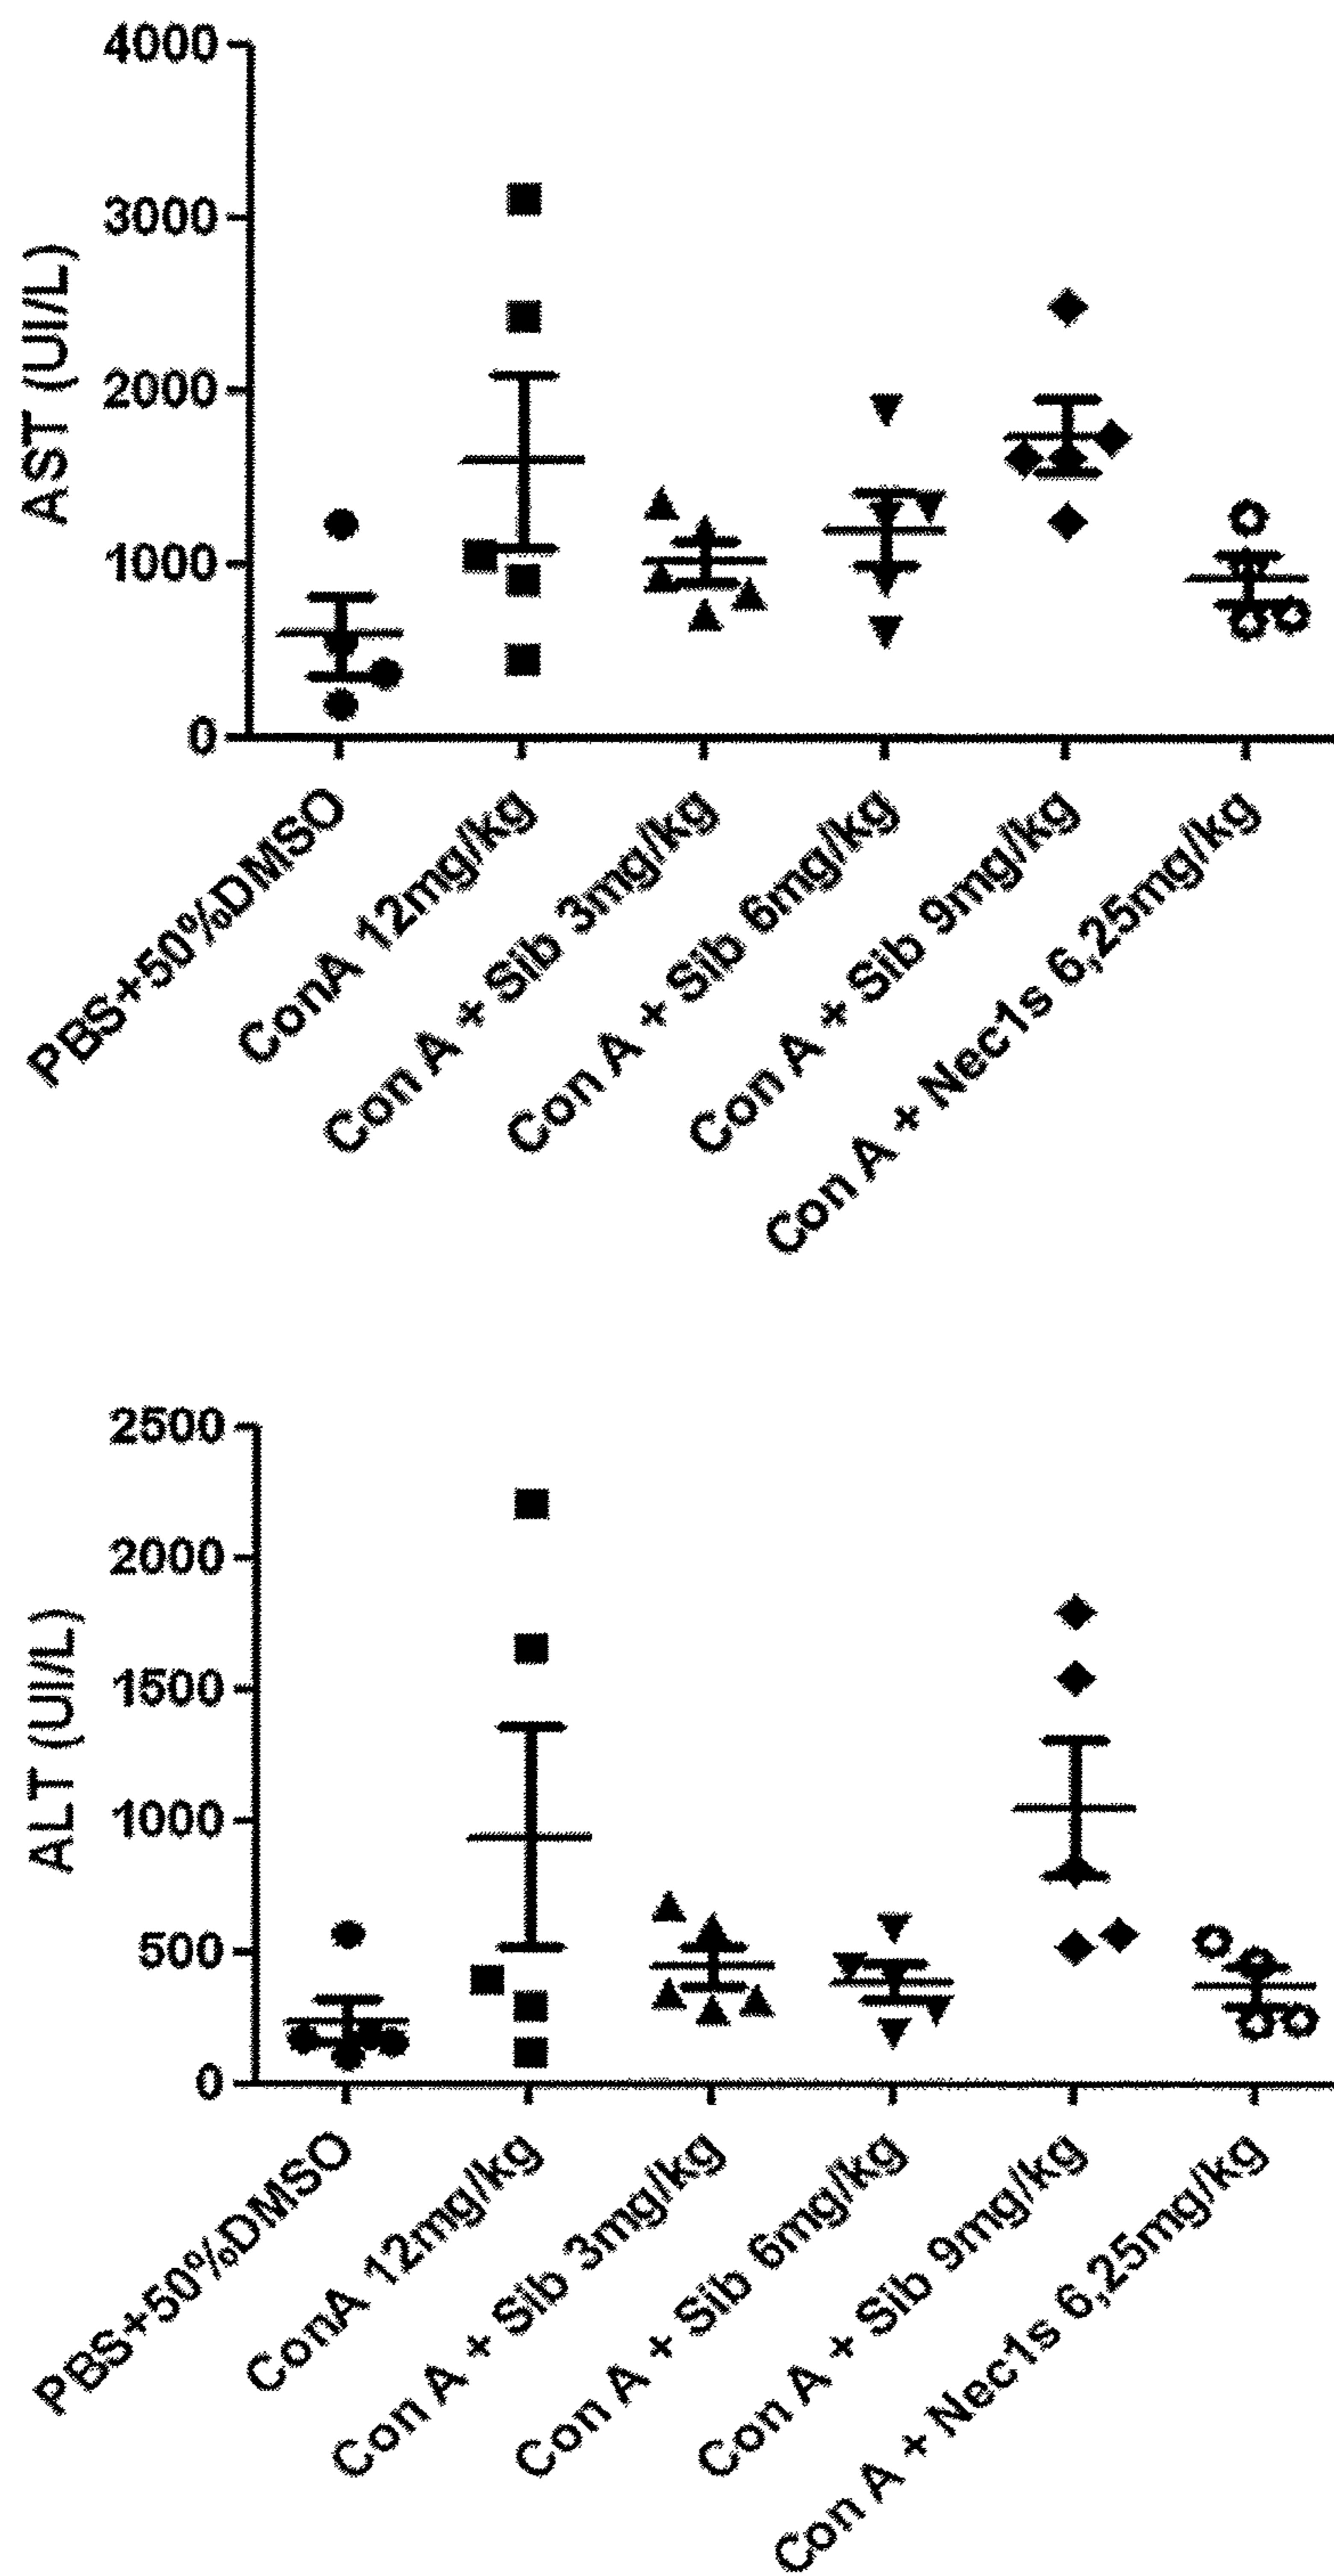 4000
3000
2000
1000
0
AST (UI/L)
PBS+50%DMSO
ConA 12mg/kg
Con A + Sib 3mg/kg
Con A + Sib 6mg/kg
Con A + Sib 9mg/kg
Con A + Nec1s 6,25mg/kg
2500
2000
1500
1000
500
0
ALT (UI/L)
PBS+50%DMSO
ConA 12mg/kg
Con A + Sib 3mg/kg
Con A + Sib 6mg/kg
Con A + Sib 9mg/kg
Con A + Nec1s 6,25mg/kg